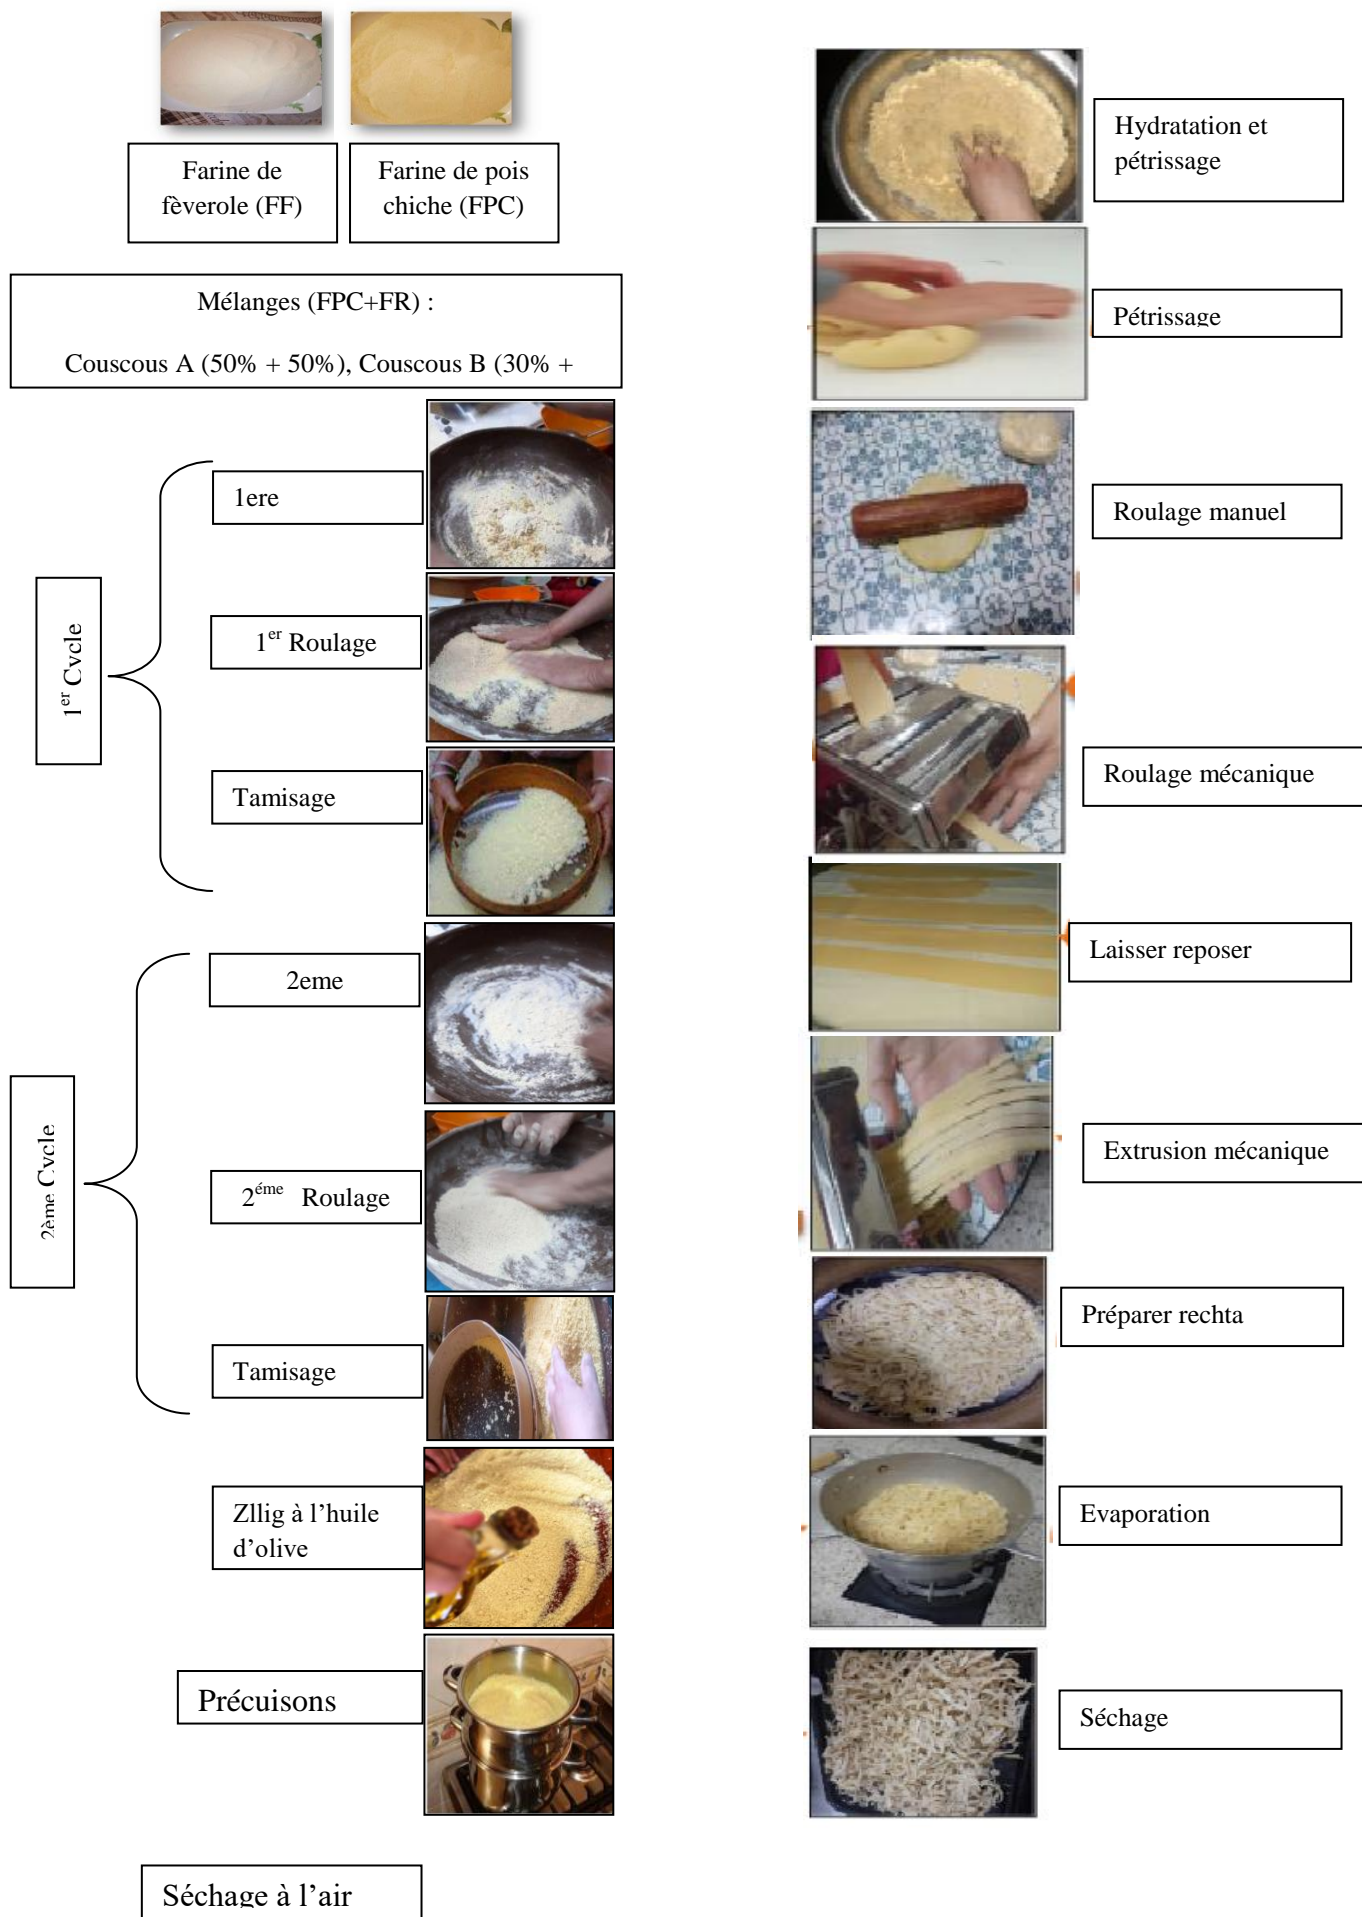 Farine de
fèverole (FF)
Farine de pois
chiche (FPC)
Mélanges (FPC+FR) :
Couscous A (50% + 50%), Couscous B (30% +
1er Cycle
1ere
1er Roulage
Tamisage
2ème Cycle
2eme
2éme Roulage
Tamisage
Zllig à l’huile
d’olive
Précuisons
Séchage à l’air
Hydratation et
pétrissage
Pétrissage
Roulage manuel
Roulage mécanique
Laisser reposer
Extrusion mécanique
Préparer rechta
Evaporation
Séchage